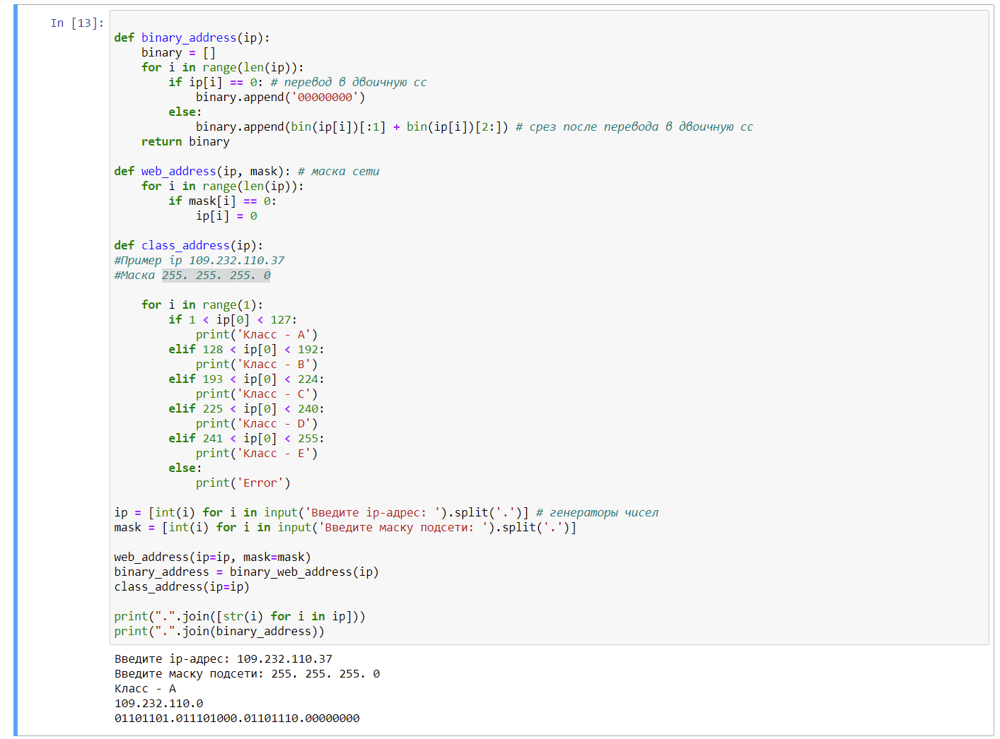 In [13]:
def binary_address(ip):
    binary = []
    for i in range(len(ip)):
        if ip[i] == 0: # перевод в двоичную сс
            binary.append('00000000')
        else:
            binary.append(bin(ip[i])[:1] + bin(ip[i])[2:]) # срез после перевода в двоичную сс
    return binary
def web_address(ip, mask): # маска сети
    for i in range(len(ip)):
        if mask[i] == 0:
            ip[i] = 0
def class_address(ip):
#Пример ip 109.232.110.37
#Маска 255. 255. 255. 0
    for i in range(1):
        if 1 < ip[0] < 127:
            print('Класс - A')
        elif 128 < ip[0] < 192:
            print('Класс - B')
        elif 193 < ip[0] < 224:
            print('Класс - C')
        elif 225 < ip[0] < 240:
            print('Класс - D')
        elif 241 < ip[0] < 255:
            print('Класс - E')
        else:
            print('Error')
ip = [int(i) for i in input('Введите ip-адрес: ').split('.')] # генераторы чисел
mask = [int(i) for i in input('Введите маску подсети: ').split('.')]
web_address(ip=ip, mask=mask)
binary_address = binary_web_address(ip)
class_address(ip=ip)
print(".".join([str(i) for i in ip]))
print(".".join(binary_address))
Введите ip-адрес: 109.232.110.37
Введите маску подсети: 255. 255. 255. 0
Класс - A
109.232.110.0
01101101.011101000.01101110.00000000